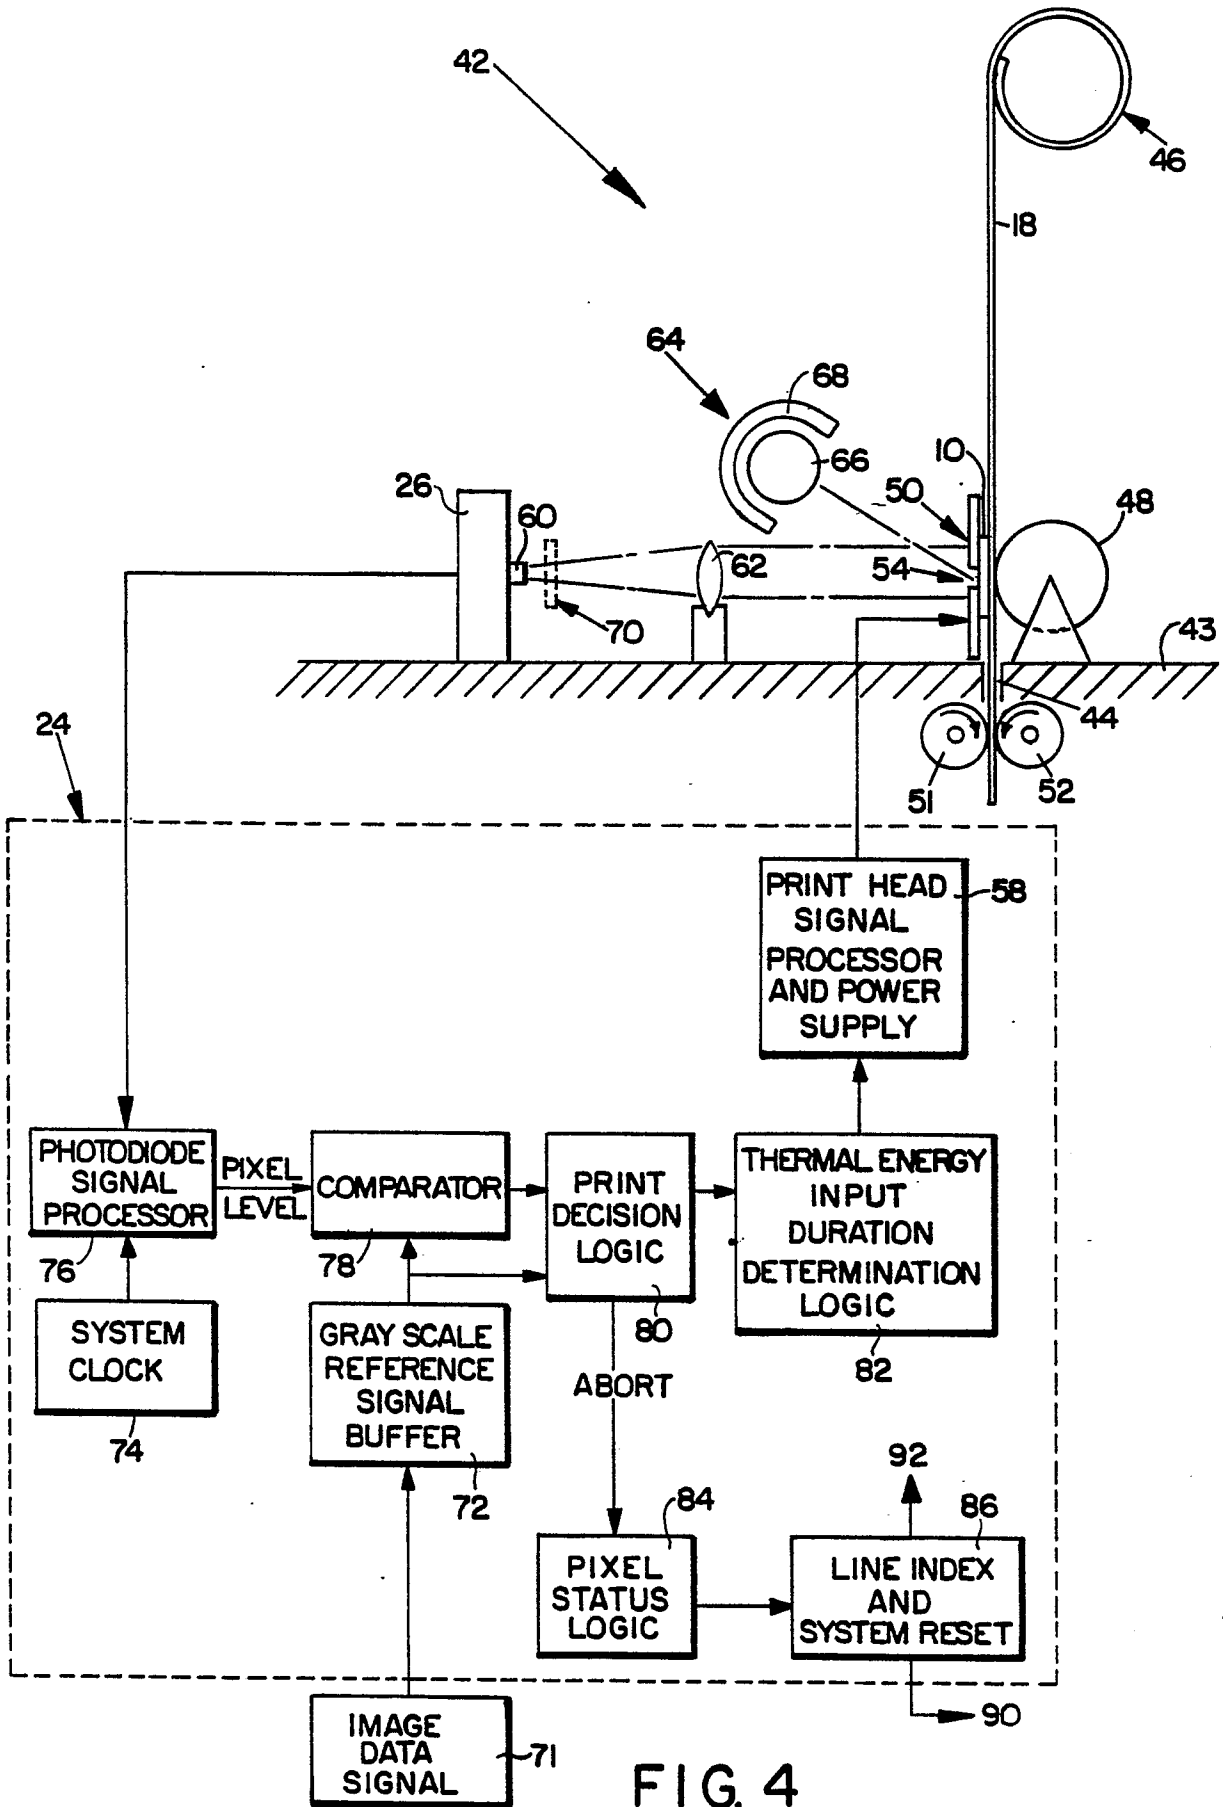 42
46
18
64
68
66
10
50
48
26
60
62
54
70
43
44
24
51
52
PRINT HEAD
SIGNAL
PROCESSOR
AND POWER
SUPPLY
58
PHOTODIODE
SIGNAL
PROCESSOR
76
PIXEL
LEVEL
COMPARATOR
78
PRINT
DECISION
LOGIC
80
THERMAL ENERGY
INPUT
DURATION
DETERMINATION
LOGIC
82
SYSTEM
CLOCK
74
GRAY SCALE
REFERENCE
SIGNAL
BUFFER
72
ABORT
92
84
86
PIXEL
STATUS
LOGIC
LINE INDEX
AND
SYSTEM RESET
90
IMAGE
DATA
SIGNAL
71
FIG. 4